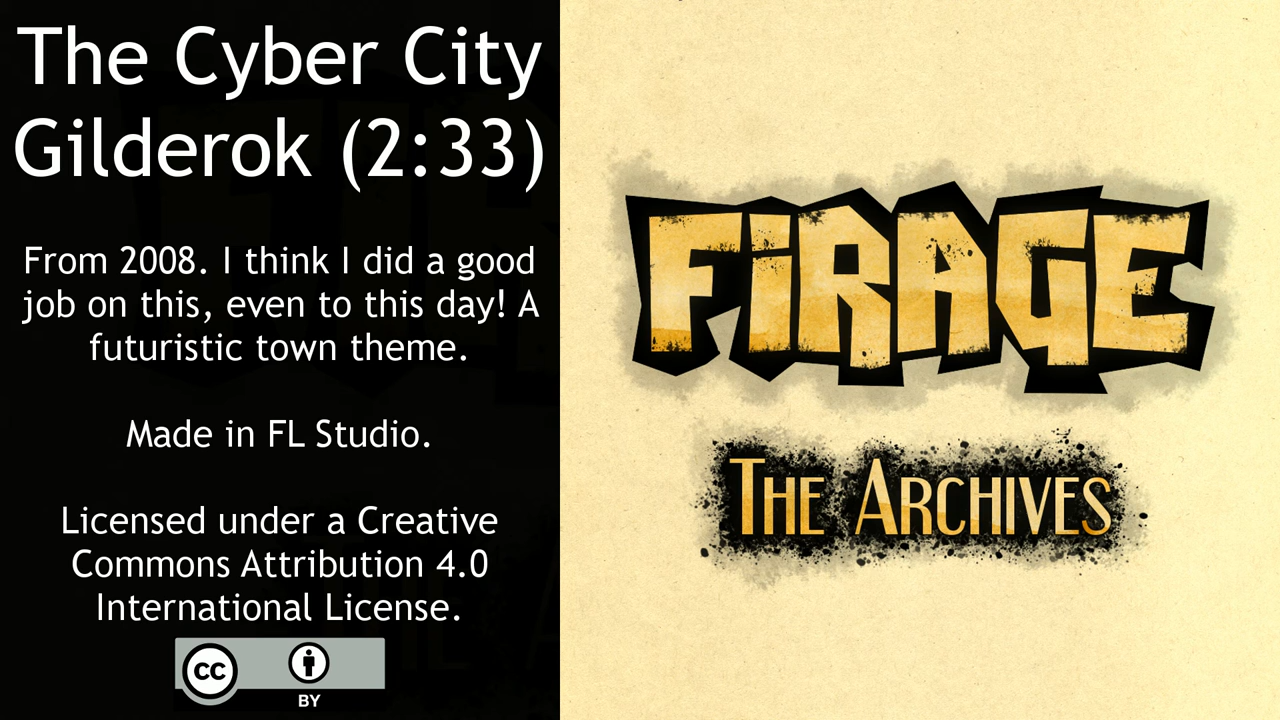 The Cyber City
Gilderok (2:33)
From 2008. I think I did a good
job on this, even to this day! A
futuristic town theme.
Made in FL Studio.
Licensed under a Creative
Commons Attribution 4.0
International License.
cc
BY
FiRAGE
THE ARCHIVES